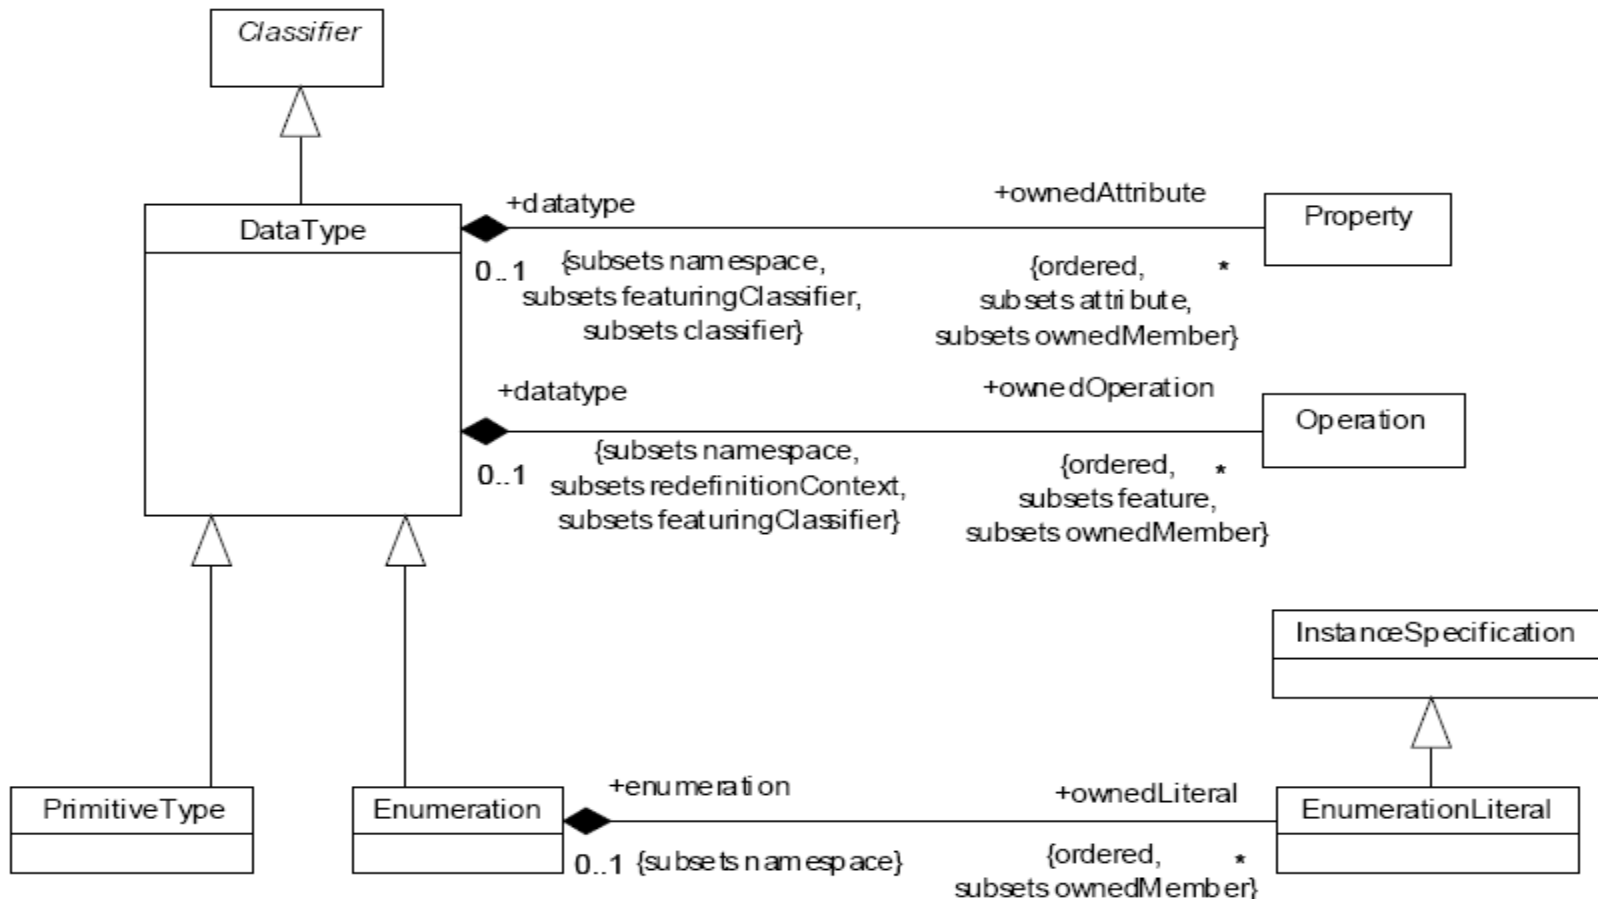 Classifier
DataType
+datatype
+ownedAttribute
Property
0..1
{subsets namespace,
subsets featuringClassifier,
subsets classifier}
{ordered,
*
subsets attribute,
subsets ownedMember}
+datatype
+ownedOperation
Operation
0..1
{subsets namespace,
subsets redefinitionContext,
subsets featuringClassifier}
{ordered,
*
subsets feature,
subsets ownedMember}
InstanceSpecification
PrimitiveType
Enumeration
+enumeration
+ownedLiteral
EnumerationLiteral
0..1 {subsets namespace}
{ordered,
*
subsets ownedMember}